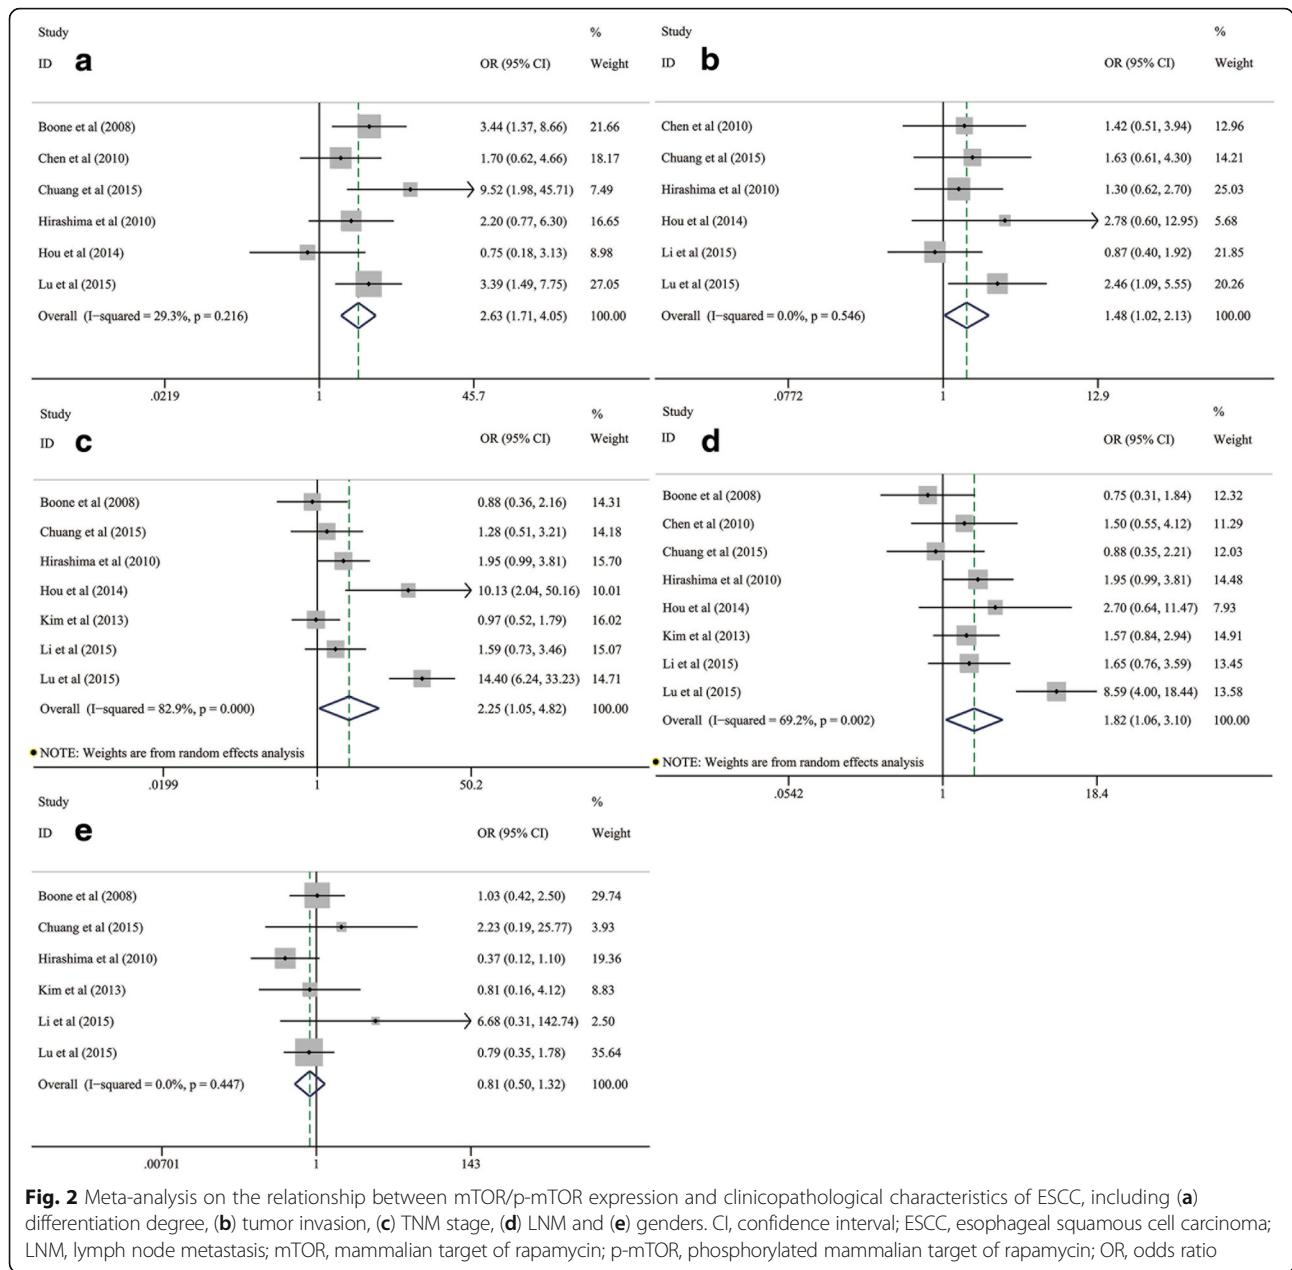 Study %
ID a OR (95% CI) Weight
Boone et al (2008) 3.44 (1.37, 8.66) 21.66
Chen et al (2010) 1.70 (0.62, 4.66) 18.17
Chuang et al (2015) 9.52 (1.98, 45.71) 7.49
Hirashima et al (2010) 2.20 (0.77, 6.30) 16.65
Hou et al (2014) 0.75 (0.18, 3.13) 8.98
Lu et al (2015) 3.39 (1.49, 7.75) 27.05
Overall (I−squared = 29.3%, p = 0.216) 2.63 (1.71, 4.05) 100.00
.0219 1 45.7
Study %
ID b OR (95% CI) Weight
Chen et al (2010) 1.42 (0.51, 3.94) 12.96
Chuang et al (2015) 1.63 (0.61, 4.30) 14.21
Hirashima et al (2010) 1.30 (0.62, 2.70) 25.03
Hou et al (2014) 2.78 (0.60, 12.95) 5.68
Li et al (2015) 0.87 (0.40, 1.92) 21.85
Lu et al (2015) 2.46 (1.09, 5.55) 20.26
Overall (I−squared = 0.0%, p = 0.546) 1.48 (1.02, 2.13) 100.00
.0772 1 12.9
Study %
ID c OR (95% CI) Weight
Boone et al (2008) 0.88 (0.36, 2.16) 14.31
Chuang et al (2015) 1.28 (0.51, 3.21) 14.18
Hirashima et al (2010) 1.95 (0.99, 3.81) 15.70
Hou et al (2014) 10.13 (2.04, 50.16) 10.01
Kim et al (2013) 0.97 (0.52, 1.79) 16.02
Li et al (2015) 1.59 (0.73, 3.46) 15.07
Lu et al (2015) 14.40 (6.24, 33.23) 14.71
Overall (I−squared = 82.9%, p = 0.000) 2.25 (1.05, 4.82) 100.00
NOTE: Weights are from random effects analysis
.0199 1 50.2
Study %
ID d OR (95% CI) Weight
Boone et al (2008) 0.75 (0.31, 1.84) 12.32
Chen et al (2010) 1.50 (0.55, 4.12) 11.29
Chuang et al (2015) 0.88 (0.35, 2.21) 12.03
Hirashima et al (2010) 1.95 (0.99, 3.81) 14.48
Hou et al (2014) 2.70 (0.64, 11.47) 7.93
Kim et al (2013) 1.57 (0.84, 2.94) 14.91
Li et al (2015) 1.65 (0.76, 3.59) 13.45
Lu et al (2015) 8.59 (4.00, 18.44) 13.58
Overall (I−squared = 69.2%, p = 0.002) 1.82 (1.06, 3.10) 100.00
NOTE: Weights are from random effects analysis
.0542 1 18.4
Study %
ID e OR (95% CI) Weight
Boone et al (2008) 1.03 (0.42, 2.50) 29.74
Chuang et al (2015) 2.23 (0.19, 25.77) 3.93
Hirashima et al (2010) 0.37 (0.12, 1.10) 19.36
Kim et al (2013) 0.81 (0.16, 4.12) 8.83
Li et al (2015) 6.68 (0.31, 142.74) 2.50
Lu et al (2015) 0.79 (0.35, 1.78) 35.64
Overall (I−squared = 0.0%, p = 0.447) 0.81 (0.50, 1.32) 100.00
.00701 1 143
Fig. 2 Meta-analysis on the relationship between mTOR/p-mTOR expression and clinicopathological characteristics of ESCC, including (a)
differentiation degree, (b) tumor invasion, (c) TNM stage, (d) LNM and (e) genders. CI, confidence interval; ESCC, esophageal squamous cell carcinoma;
LNM, lymph node metastasis; mTOR, mammalian target of rapamycin; p-mTOR, phosphorylated mammalian target of rapamycin; OR, odds ratio